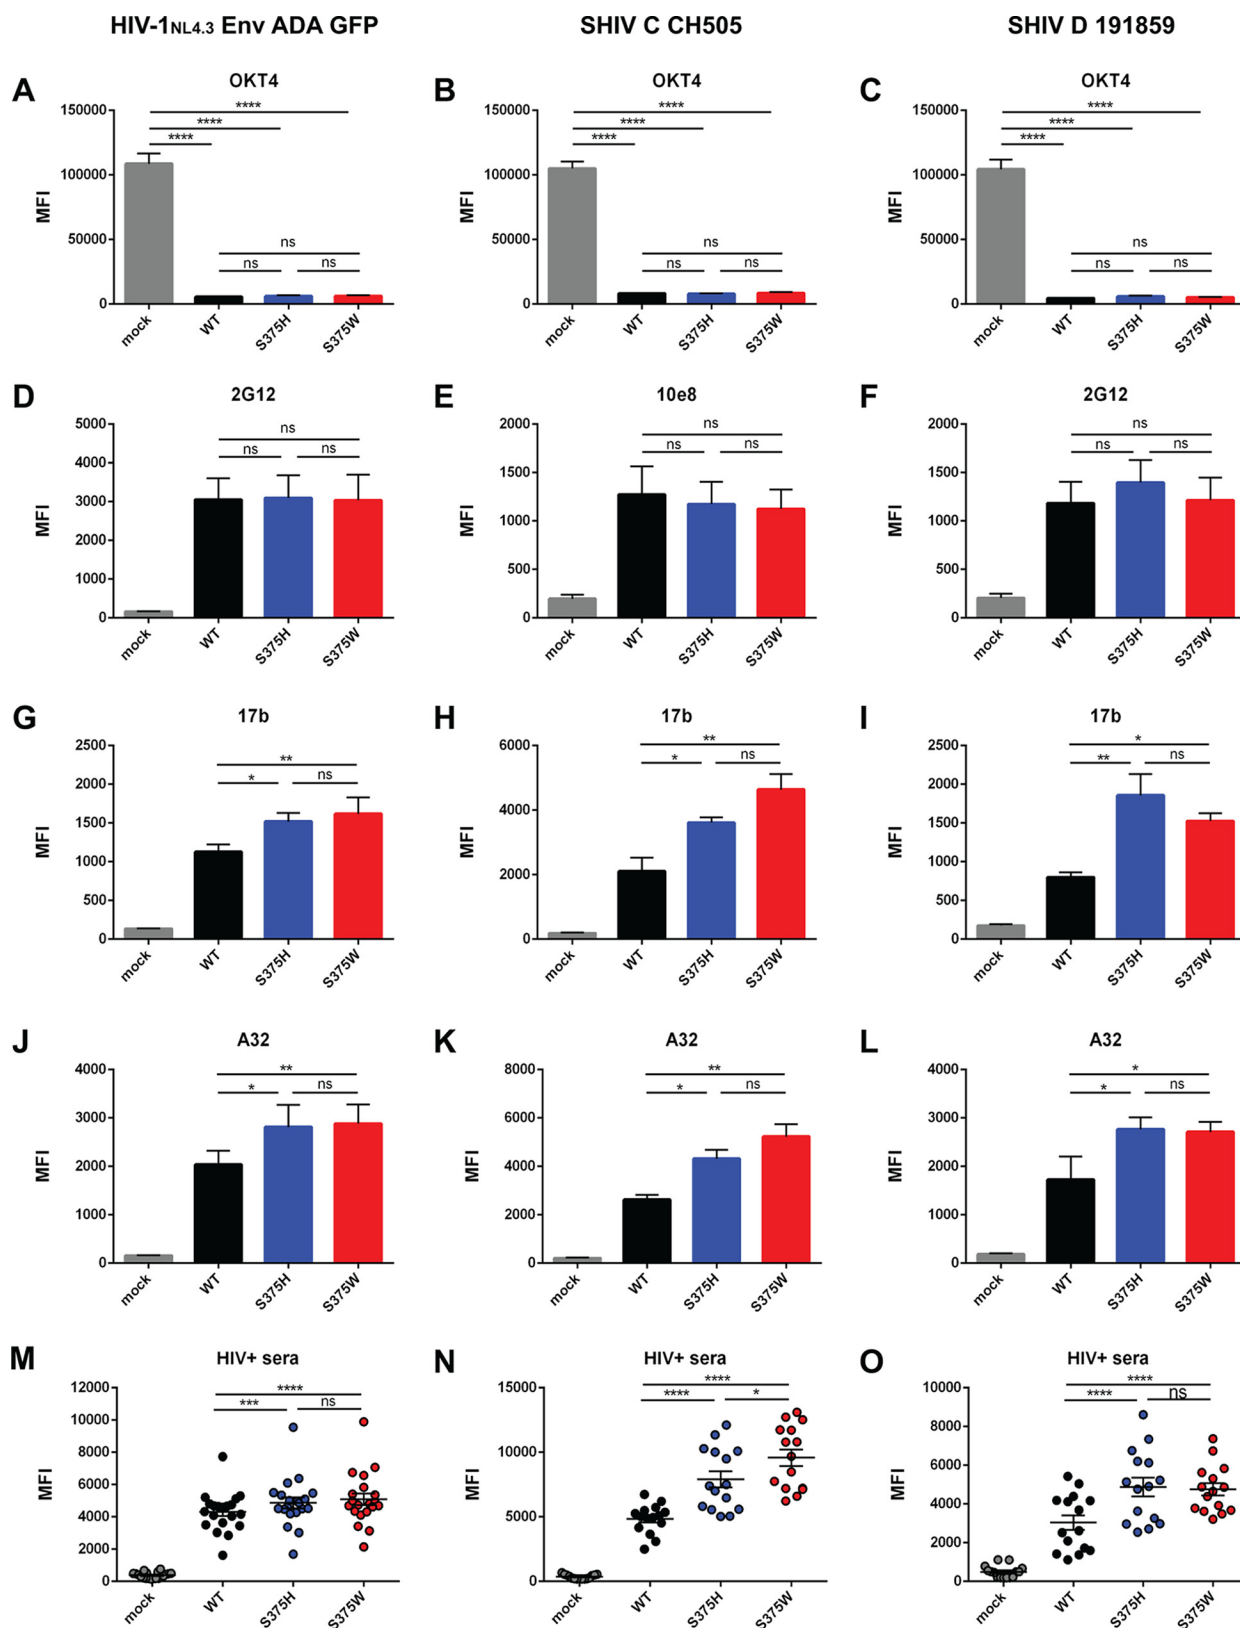 HIV-1NL4.3 Env ADA GFP SHIV C CH505 SHIV D 191859
A OKT4 B OKT4 C OKT4
**** **** ****
**** **** ****
**** **** ****
150000 150000 150000
100000 100000 100000
50000 50000 50000
0 0 0
MFI MFI MFI
ns ns ns
ns ns ns ns ns ns
mock WT S375H S375W mock WT S375H S375W mock WT S375H S375W
D 2G12 E 10e8 F 2G12
5000 2000 2000
4000 1500 1500
3000 1000 1000
2000 500 500
1000 0 0
0
MFI MFI MFI
ns ns ns
ns ns ns ns ns ns
mock WT S375H S375W mock WT S375H S375W mock WT S375H S375W
G 17b H 17b I 17b
2500 6000 2500
2000 4000 2000
1500 2000 1500
1000 0 1000
500 500
0 0
MFI MFI MFI
** ** *
* ns * ns ** ns
mock WT S375H S375W mock WT S375H S375W mock WT S375H S375W
J A32 K A32 L A32
4000 8000 4000
3000 6000 3000
2000 4000 2000
1000 2000 1000
0 0 0
MFI MFI MFI
** ** *
* ns * ns * ns
mock WT S375H S375W mock WT S375H S375W mock WT S375H S375W
M HIV+ sera N HIV+ sera O HIV+ sera
12000 15000 10000
10000 10000 8000
8000 5000 6000
6000 0 4000
4000 2000
2000 0
0
MFI MFI MFI
**** **** ****
*** ns **** * **** ns
mock WT S375H S375W mock WT S375H S375W mock WT S375H S375W